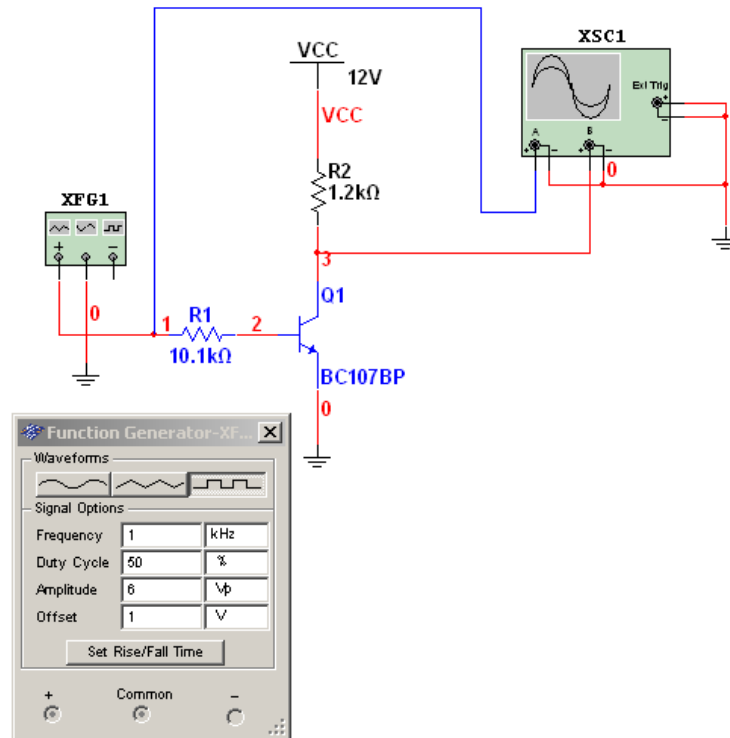 XSC1
VCC
12V
Ext Trig
+
-
VCC
A
B
+
-
+
-
R2
1.2kΩ
0
XFG1
+
-
3
Q1
0
1
R1
2
10.1kΩ
BC107BP
0
Function Generator-XF...
Waveforms
Signal Options
Frequency 1 kHz
Duty Cycle 50 %
Amplitude 6 Vp
Offset 1 V
Set Rise/Fall Time
+ Common -